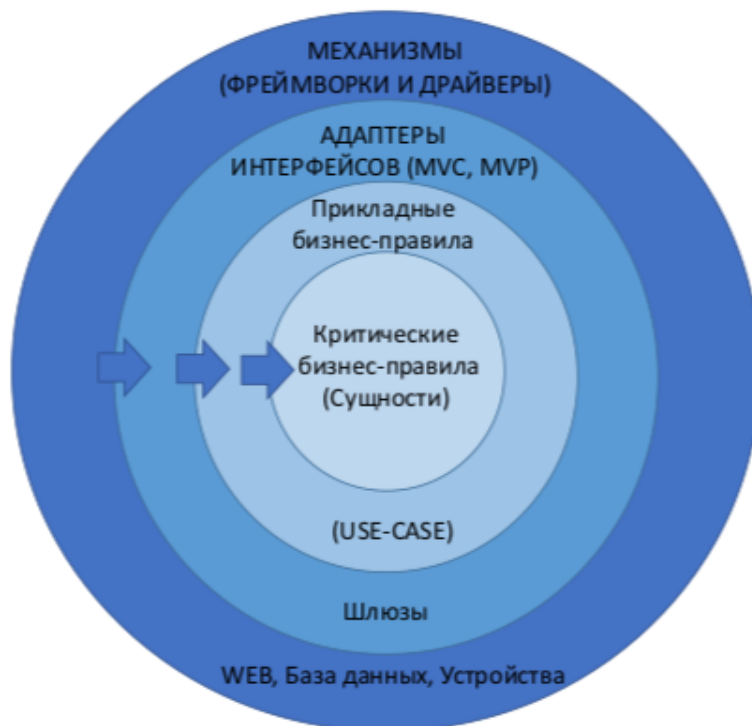 МЕХАНИЗМЫ
(ФРЕЙМВОРКИ И ДРАЙВЕРЫ)
АДАПТЕРЫ
ИНТЕРФЕЙСОВ (MVC, MVP)
Прикладные
бизнес-правила
Критические
бизнес-правила
(Сущности)
(USE-CASE)
Шлюзы
WEB, База данных, Устройства